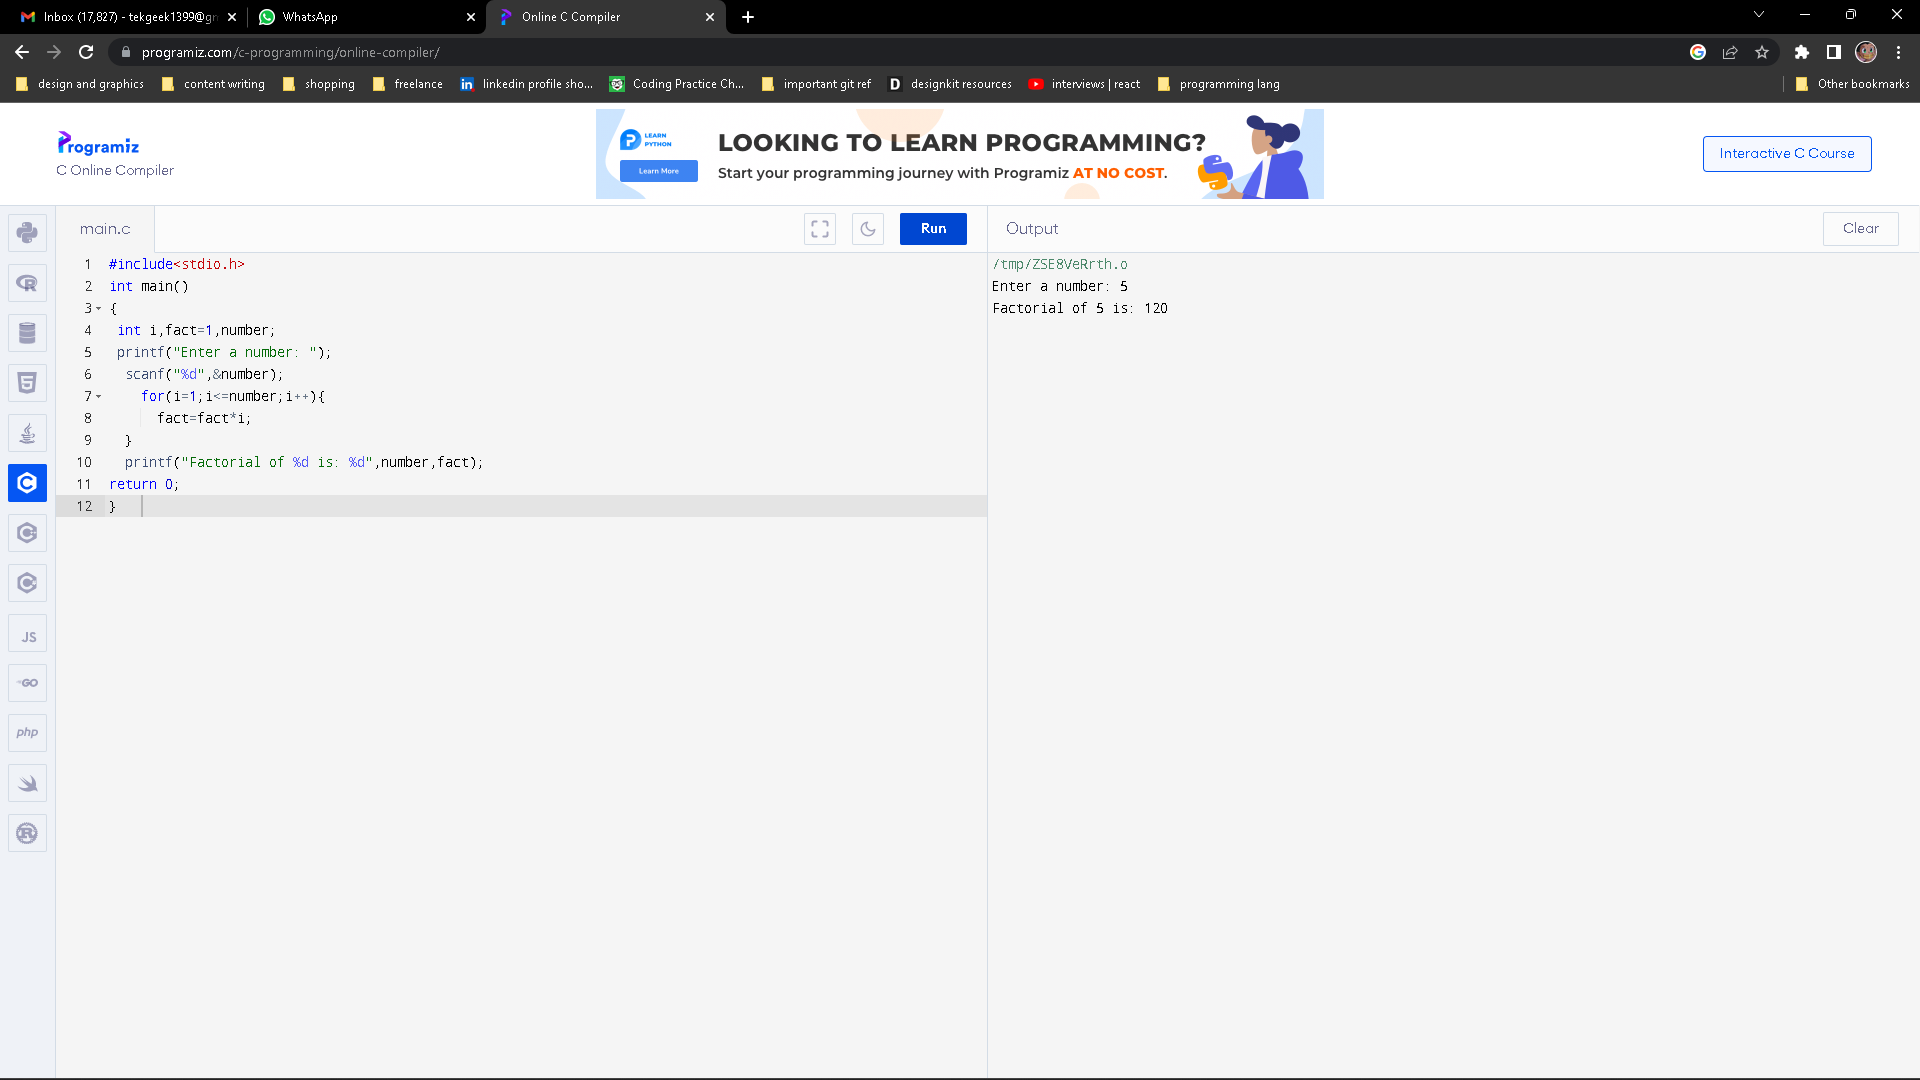 Inbox (17,827) - tekgeek1399@gm
WhatsApp
Online C Compiler
programiz.com/c-programming/online-compiler/
design and graphics
content writing
shopping
freelance
linkedin profile sho...
Coding Practice Ch...
important git ref
designkit resources
interviews | react
programming lang
Other bookmarks
Programiz
C Online Compiler
LEARN
PYTHON
Learn More
LOOKING TO LEARN PROGRAMMING?
Start your programming journey with Programiz AT NO COST.
Interactive C Course
main.c
Run
Output
Clear
1 #include<stdio.h>
2 int main()
3 {
4 int i,fact=1,number;
5 printf("Enter a number: ");
6 scanf("%d",&number);
7 for(i=1;i<=number;i++){
8 fact=fact*i;
9 }
10 printf("Factorial of %d is: %d",number,fact);
11 return 0;
12 }
/tmp/ZSE8VeRrth.o
Enter a number: 5
Factorial of 5 is: 120
JS
GO
php